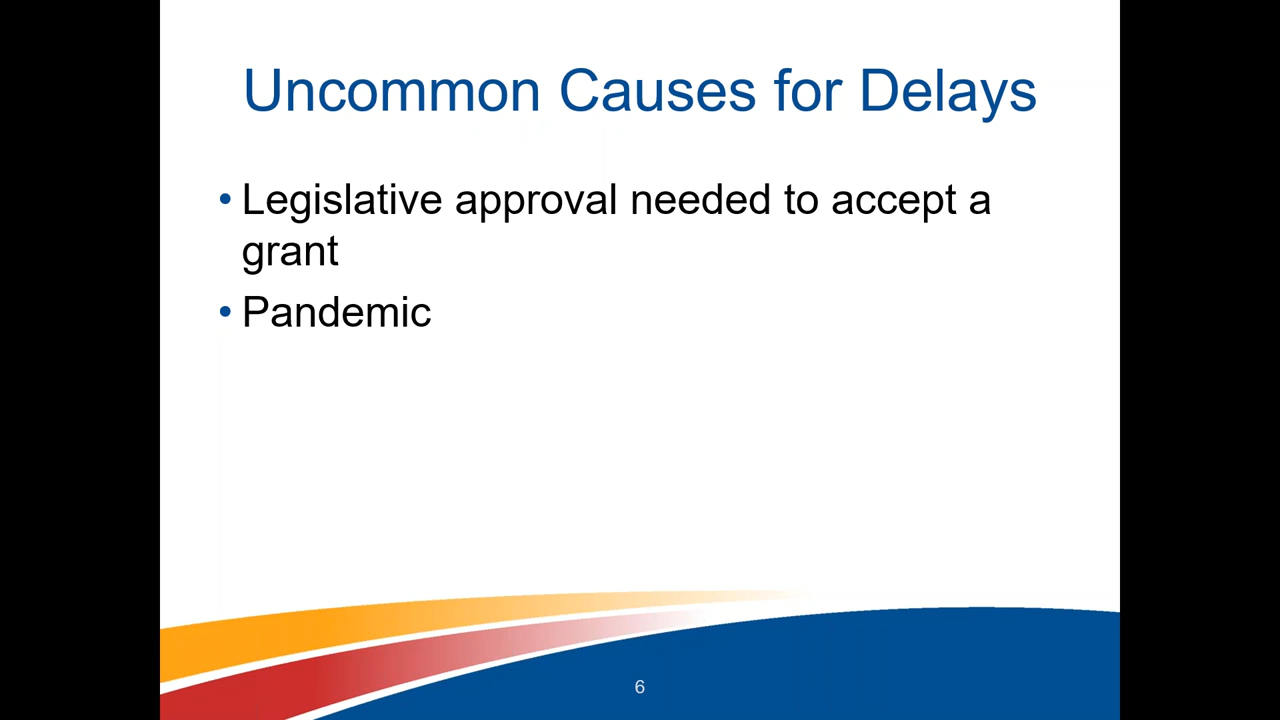 Uncommon Causes for Delays
• Legislative approval needed to accept a
grant
• Pandemic
6